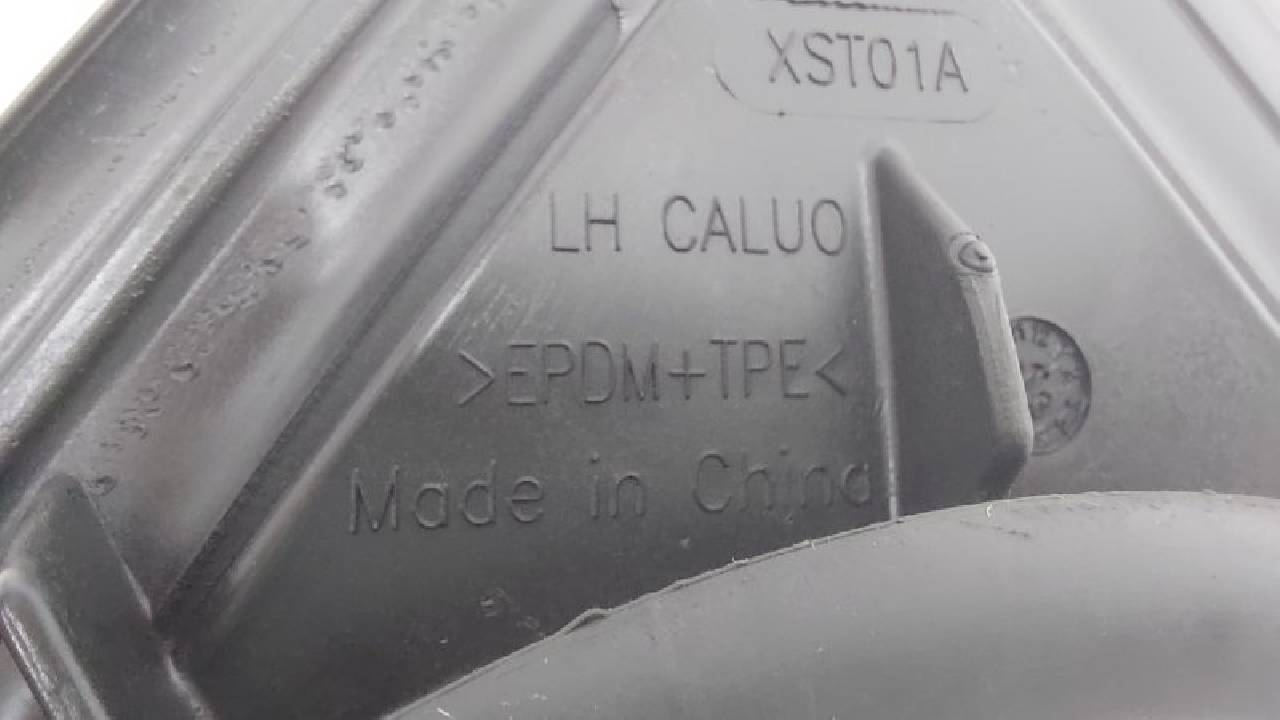 XST01A
LH CALUO
>EPDM+TPE<
Made in China